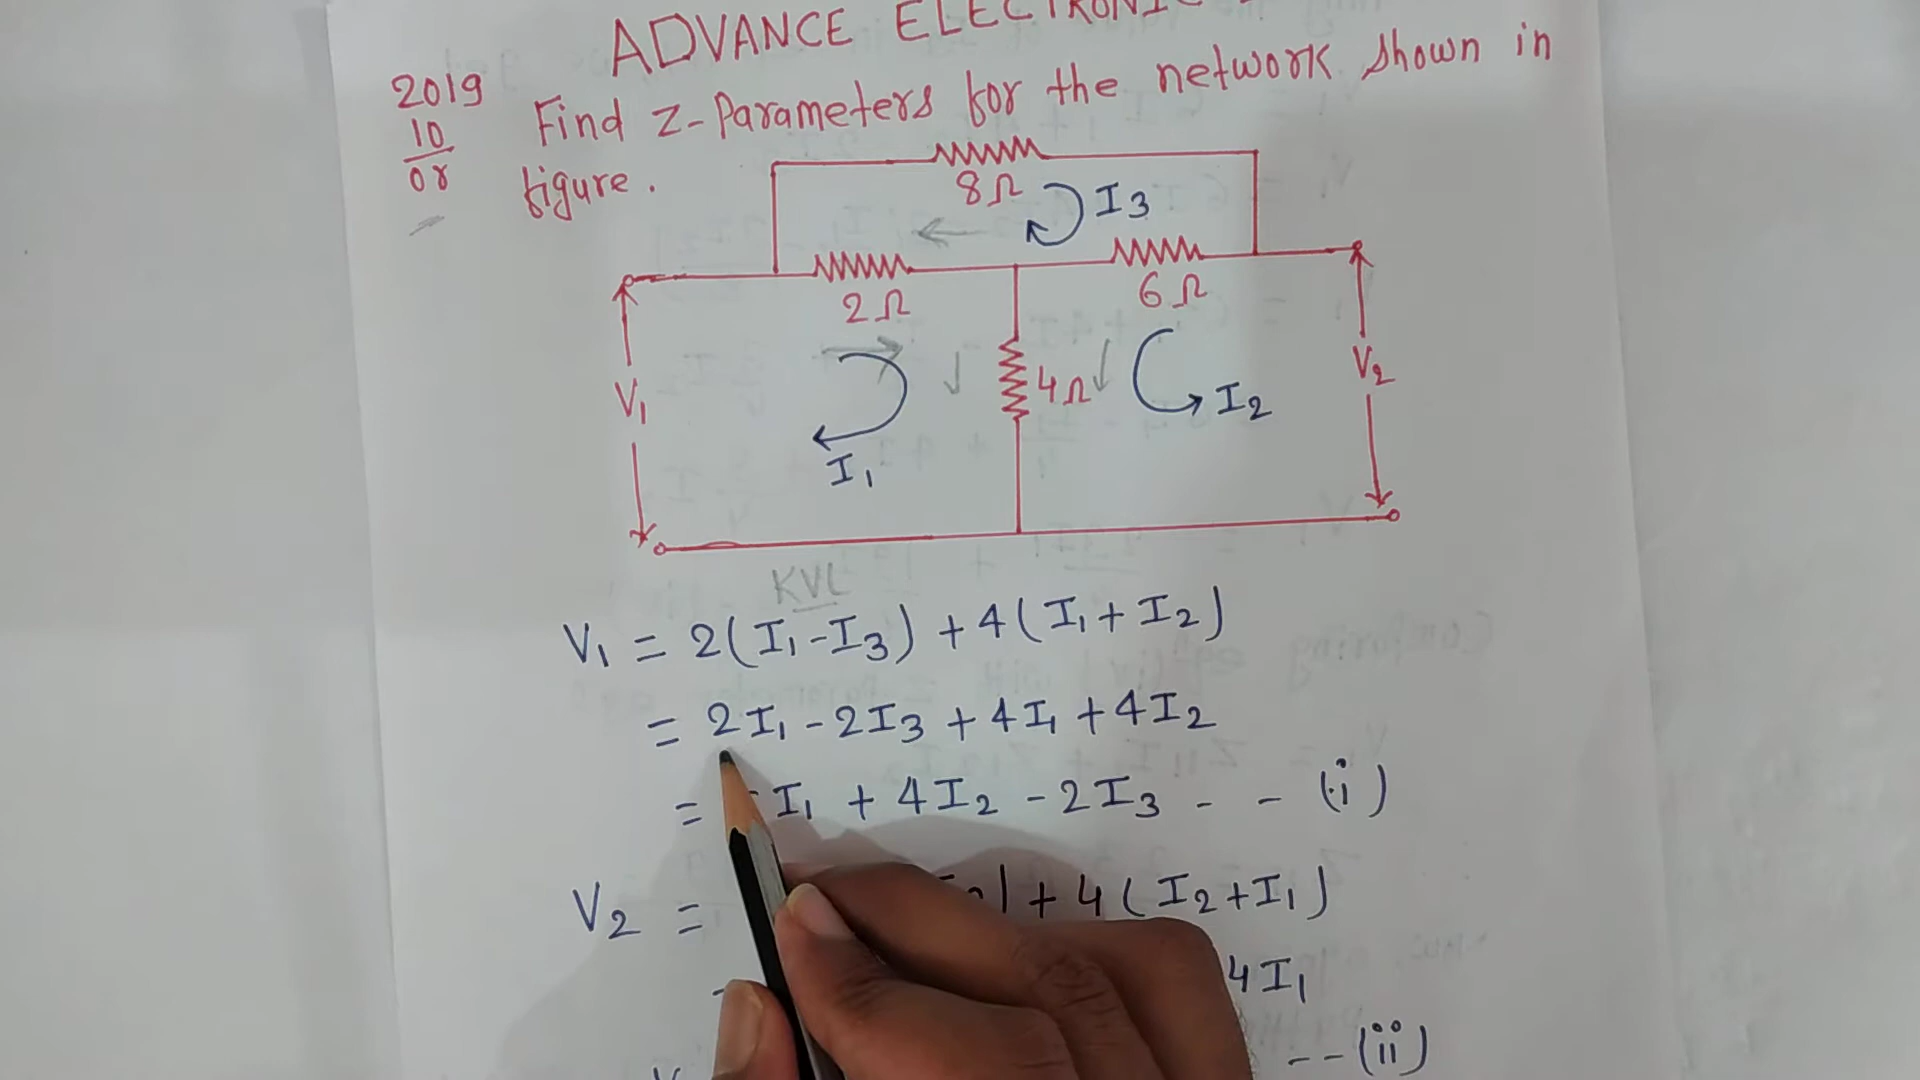 ADVANCE ELECTRONIC
2019
10
08
Find Z-Parameters for the network shown in
figure.
8Ω
I3
2Ω
6Ω
V1
4Ω
V2
I2
I1
KVL
V1 = 2(I1-I3) + 4(I1 + I2)
= 2I1 - 2I3 + 4I1 + 4I2
= I1 + 4I2 - 2I3 - - (i)
V2 = + 4 (I2+I1)
4I1
--(ii)